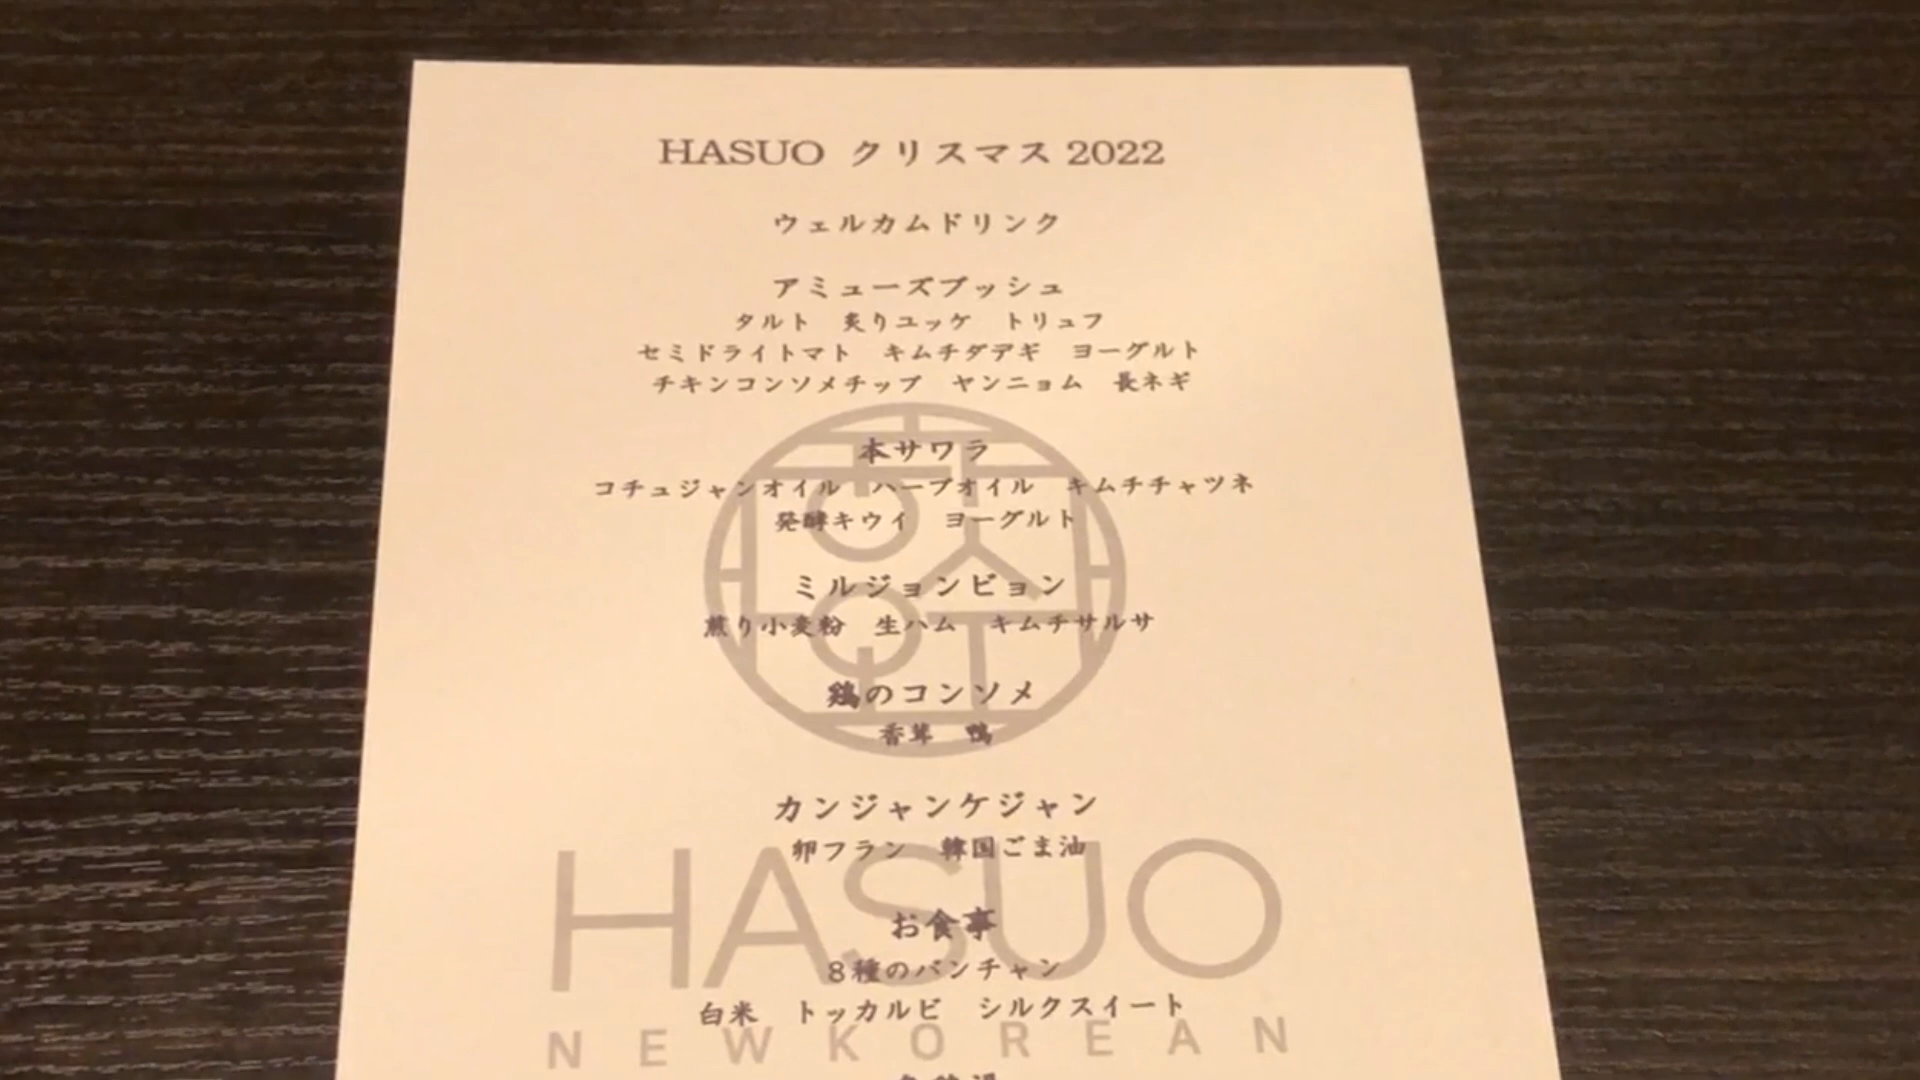 HASUO クリスマス 2022
ウェルカムドリンク
アミューズブッシュ
タルト 炙りユッケ トリュフ
セミドライトマト キムチダデギ ヨーグルト
チキンコンソメチップ ヤンニョム 長ネギ
本サワラ
コチュジャンオイル ハーブオイル キムチチャツネ
発酵キウイ ヨーグルト
ミルジョンビョン
煎り小麦粉 生ハム キムチサルサ
鶏のコンソメ
香茸 鴨
カンジャンケジャン
卵フラン 韓国ごま油
お食事
8種のバンチャン
白米 トッカルビ シルクスイート
하수오
HASUO
NEWKOREAN